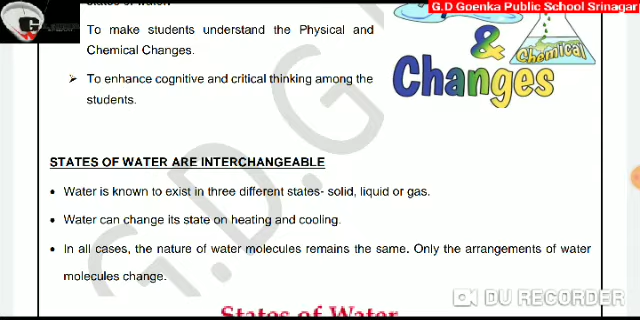 G.D Goenka Public School Srinagar
states of water.
To make students understand the Physical and
Chemical Changes.
➤ To enhance cognitive and critical thinking among the
students.
&
Chemical
Changes
STATES OF WATER ARE INTERCHANGEABLE
• Water is known to exist in three different states- solid, liquid or gas.
• Water can change its state on heating and cooling.
• In all cases, the nature of water molecules remains the same. Only the arrangements of water
molecules change.
G.D.G
DU RECORDER
States of Water